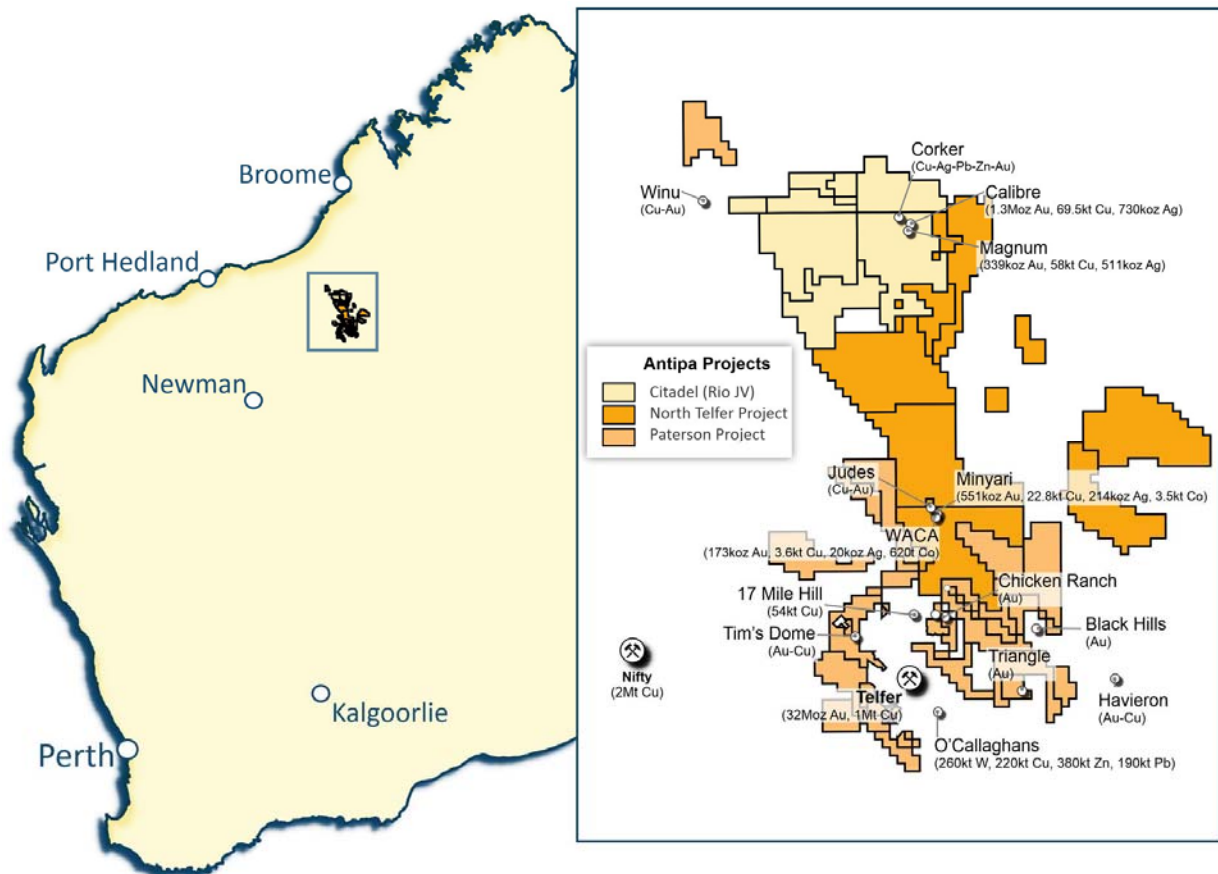 Broome
Port Hedland
Newman
Kalgoorlie
Perth
Corker
(Cu-Ag-Pb-Zn-Au)
Winu
(Cu-Au)
Calibre
(1.3Moz Au, 69.5kt Cu, 730koz Ag)
Magnum
(339koz Au, 58kt Cu, 511koz Ag)
Antipa Projects
Citadel (Rio JV)
North Telfer Project
Paterson Project
Judes
(Cu-Au)
Minyari
(551koz Au, 22.8kt Cu, 214koz Ag, 3.5kt Co)
WACA
(173koz Au, 3.6kt Cu, 20koz Ag, 620t Co)
Chicken Ranch
(Au)
17 Mile Hill
(54kt Cu)
Tim's Dome
(Au-Cu)
Black Hills
(Au)
Triangle
(Au)
Nifty
(2Mt Cu)
Telfer
(32Moz Au, 1Mt Cu)
Havieron
(Au-Cu)
O'Callaghans
(260kt W, 220kt Cu, 380kt Zn, 190kt Pb)